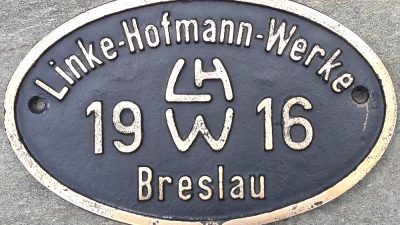 Linke-Hofmann-Werke
LH
19 W 16
Breslau